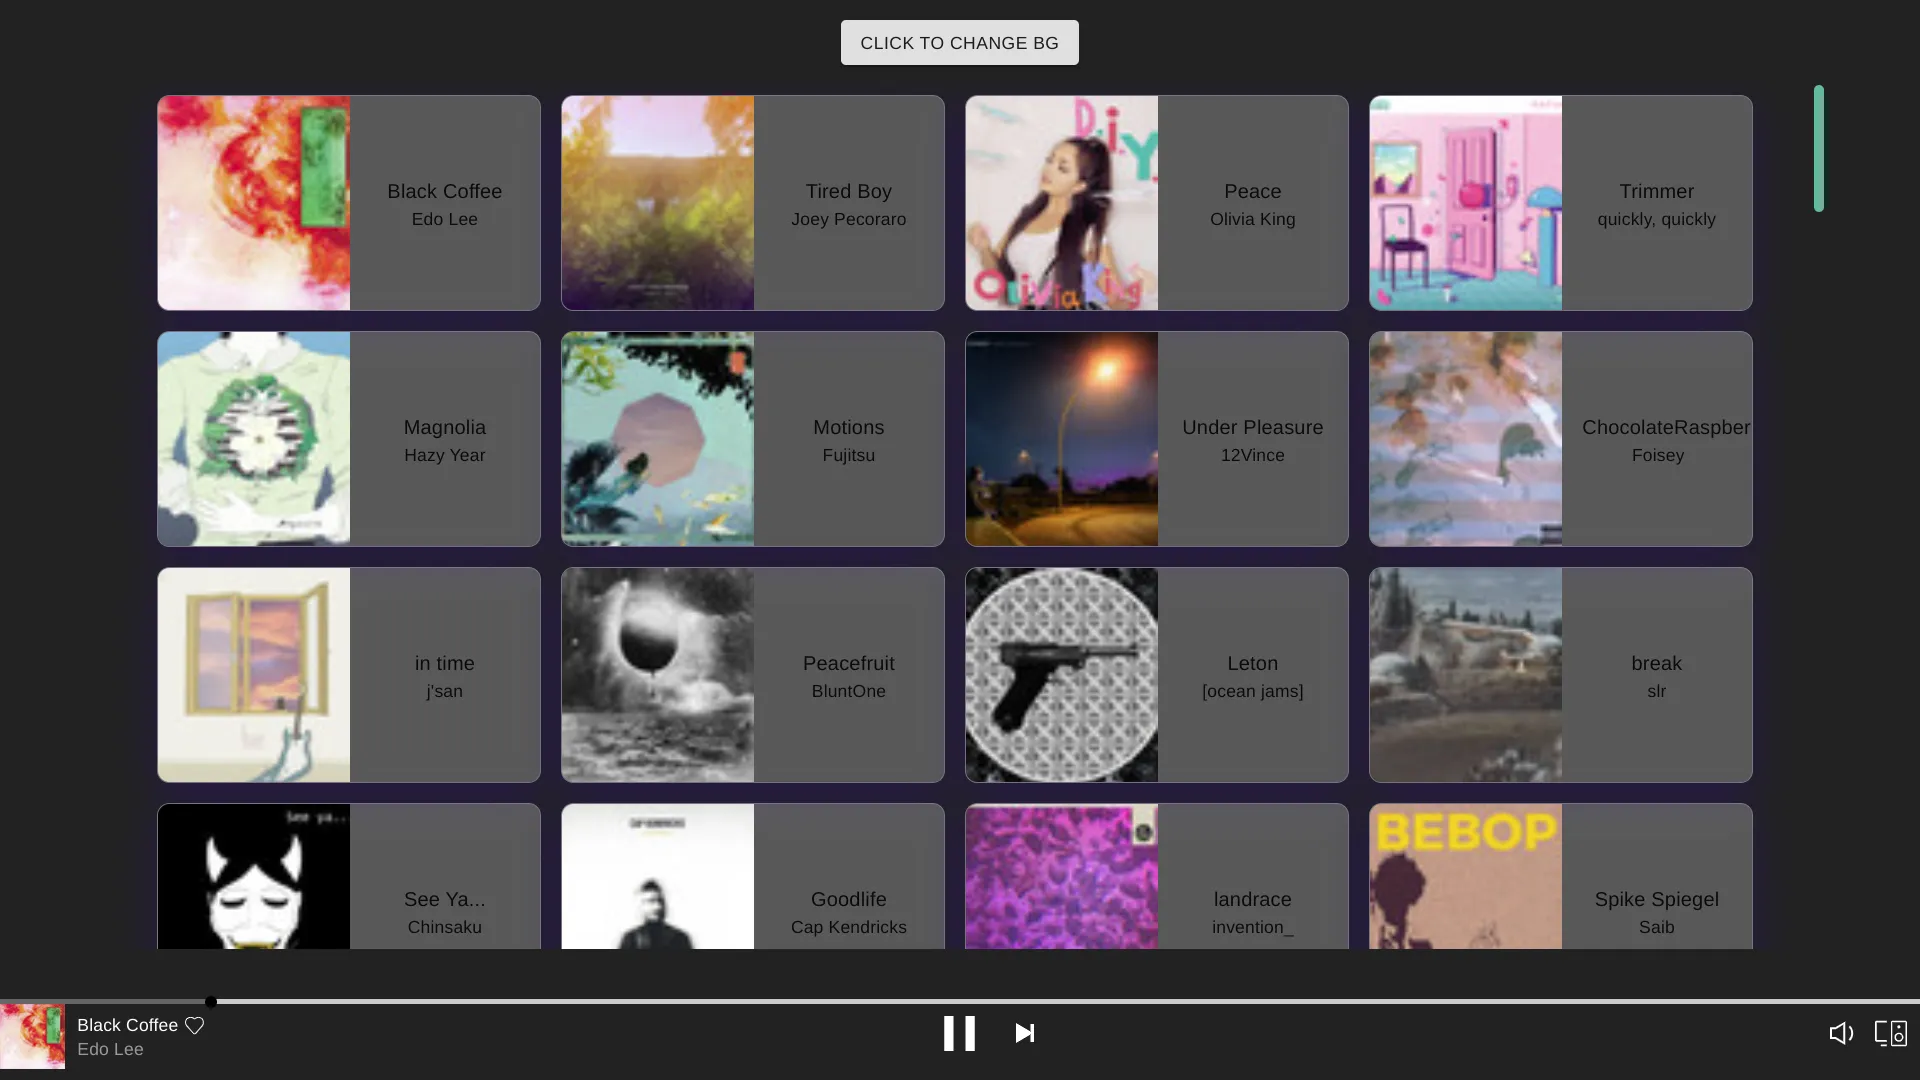 CLICK TO CHANGE BG
Black Coffee
Edo Lee
Tired Boy
Joey Pecoraro
D.i.Y.
Olivia King
Peace
Olivia King
Trimmer
quickly, quickly
Magnolia
Hazy Year
Motions
Fujitsu
Under Pleasure
12Vince
ChocolateRaspber
Foisey
in time
j'san
Peacefruit
BluntOne
Leton
[ocean jams]
break
slr
See ya...
See Ya...
Chinsaku
Goodlife
Cap Kendricks
landrace
invention_
BEBOP
Spike Spiegel
Saib
Black Coffee
Edo Lee